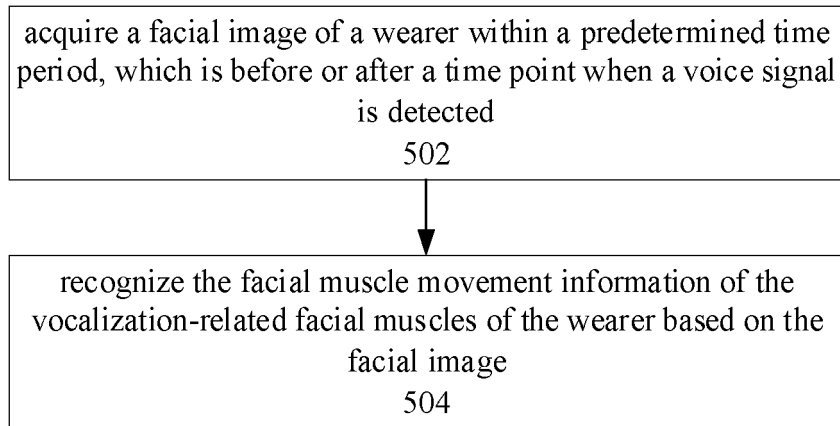 acquire a facial image of a wearer within a predetermined time
period, which is before or after a time point when a voice signal
is detected
502
recognize the facial muscle movement information of the
vocalization-related facial muscles of the wearer based on the
facial image
504